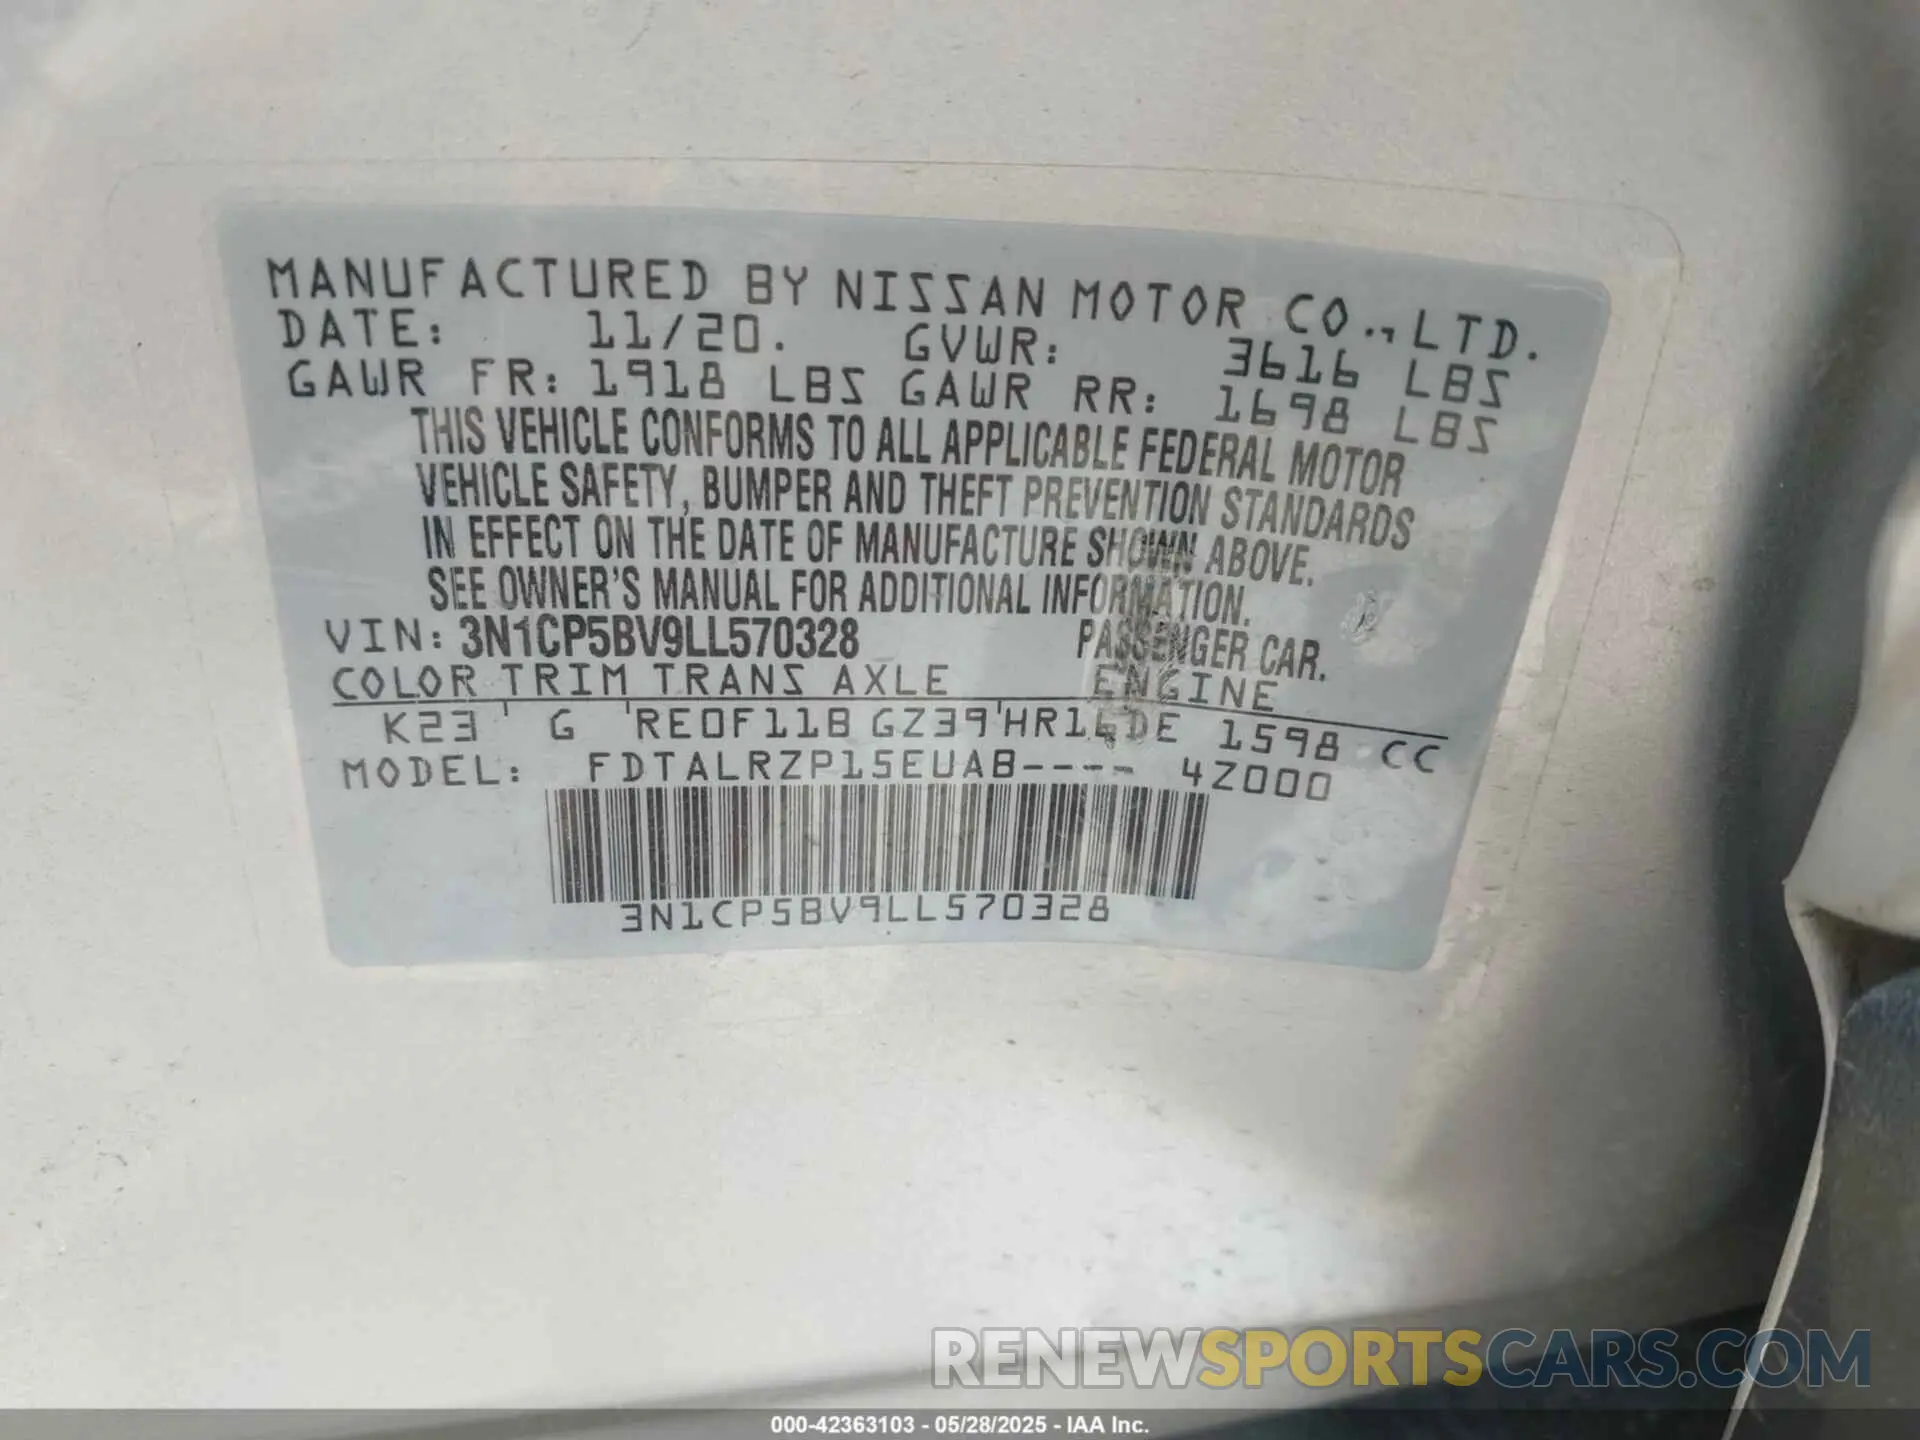 MANUFACTURED BY NISSAN MOTOR CO.,LTD.
DATE: 11/20. GVWR: 3616 LBS
GAWR FR: 1918 LBS GAWR RR: 1698 LBS
THIS VEHICLE CONFORMS TO ALL APPLICABLE FEDERAL MOTOR
VEHICLE SAFETY, BUMPER AND THEFT PREVENTION STANDARDS
IN EFFECT ON THE DATE OF MANUFACTURE SHOWN ABOVE.
SEE OWNER'S MANUAL FOR ADDITIONAL INFORMATION.
VIN: 3N1CP5BV9LL570328 PASSENGER CAR.
COLOR TRIM TRANS AXLE ENGINE
K23 G RE0F11B GZ39 HR16DE 1598 CC
MODEL: FDTALRZP15EUAB---- 4Z000
3N1CP5BV9LL570328
RENEWSPORTSCARS.COM
000-42363103 - 05/28/2025 - IAA Inc.